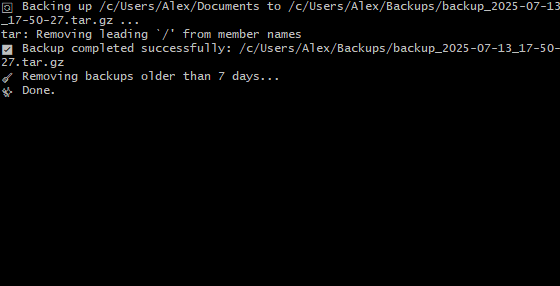 🔄 Backing up /c/Users/Alex/Documents to /c/Users/Alex/Backups/backup_2025-07-13
_17-50-27.tar.gz ...
tar: Removing leading `/' from member names
✅ Backup completed successfully: /c/Users/Alex/Backups/backup_2025-07-13_17-50-
27.tar.gz
🧹 Removing backups older than 7 days...
✨ Done.